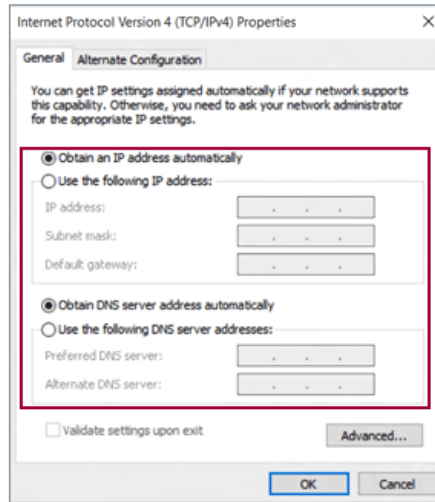 Internet Protocol Version 4 (TCP/IPv4) Properties
General Alternate Configuration
You can get IP settings assigned automatically if your network supports
this capability. Otherwise, you need to ask your network administrator
for the appropriate IP settings.
Obtain an IP address automatically
Use the following IP address:
IP address: . . .
Subnet mask: . . .
Default gateway: . . .
Obtain DNS server address automatically
Use the following DNS server addresses:
Preferred DNS server: . . .
Alternate DNS server: . . .
Validate settings upon exit
Advanced...
OK Cancel